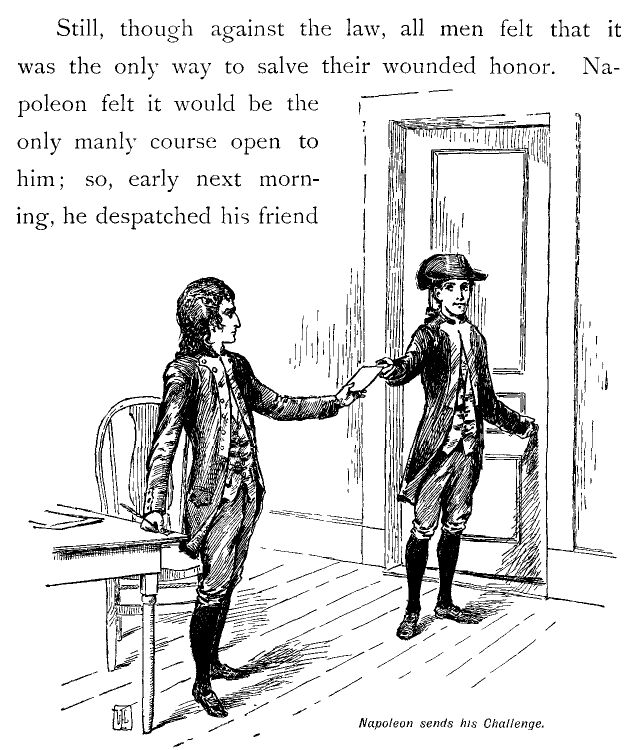 Still, though against the law, all men felt that it
was the only way to salve their wounded honor. Na-
poleon felt it would be the
only manly course open to
him; so, early next morn-
ing, he despatched his friend
Napoleon sends his Challenge.